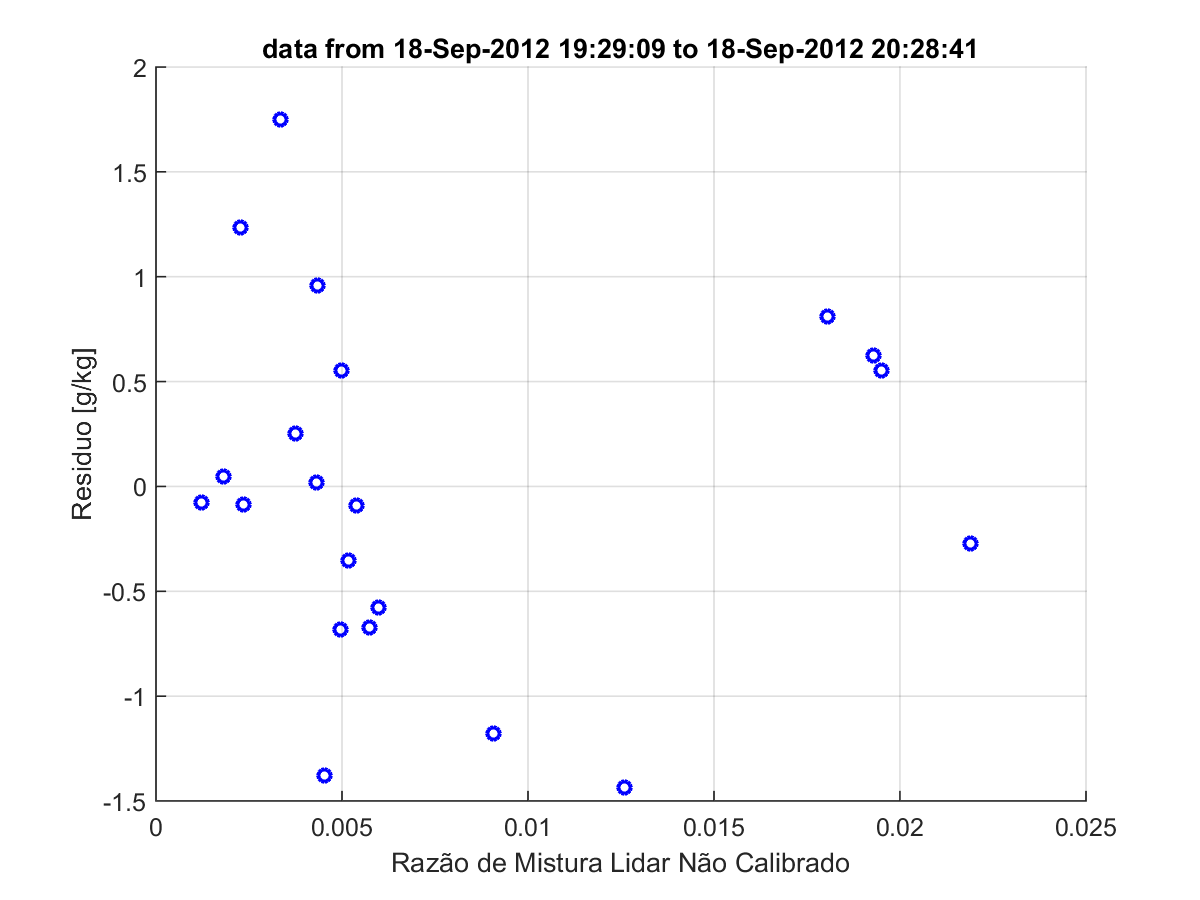 data from 18-Sep-2012 19:29:09 to 18-Sep-2012 20:28:41
2
1.5
1
0.5
0
-0.5
-1
-1.5
Residuo [g/kg]
0 0.005 0.01 0.015 0.02 0.025
Razão de Mistura Lidar Não Calibrado